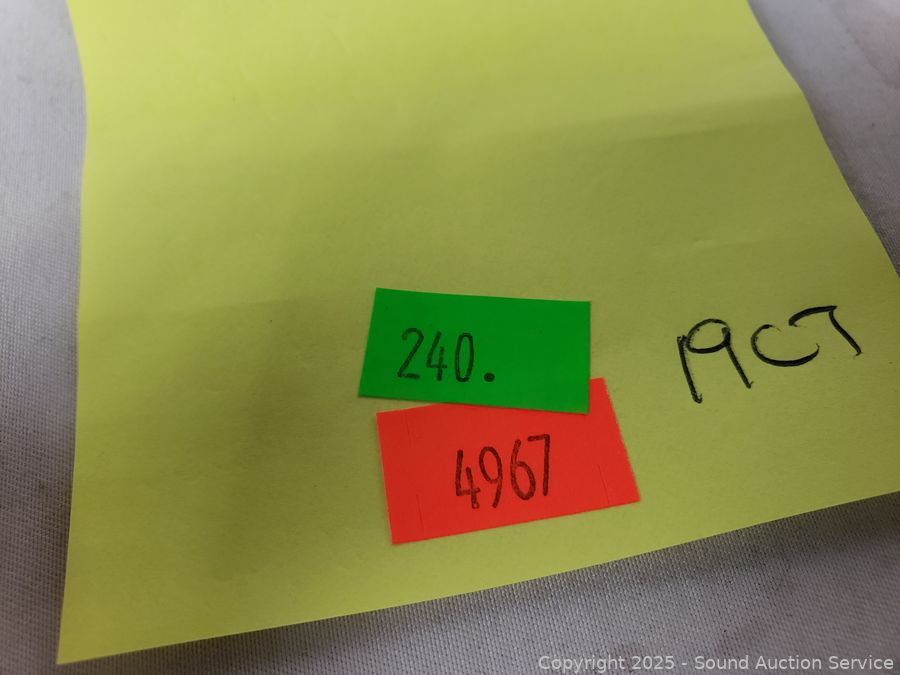 240.
19CT
4967
Copyright 2025 - Sound Auction Service